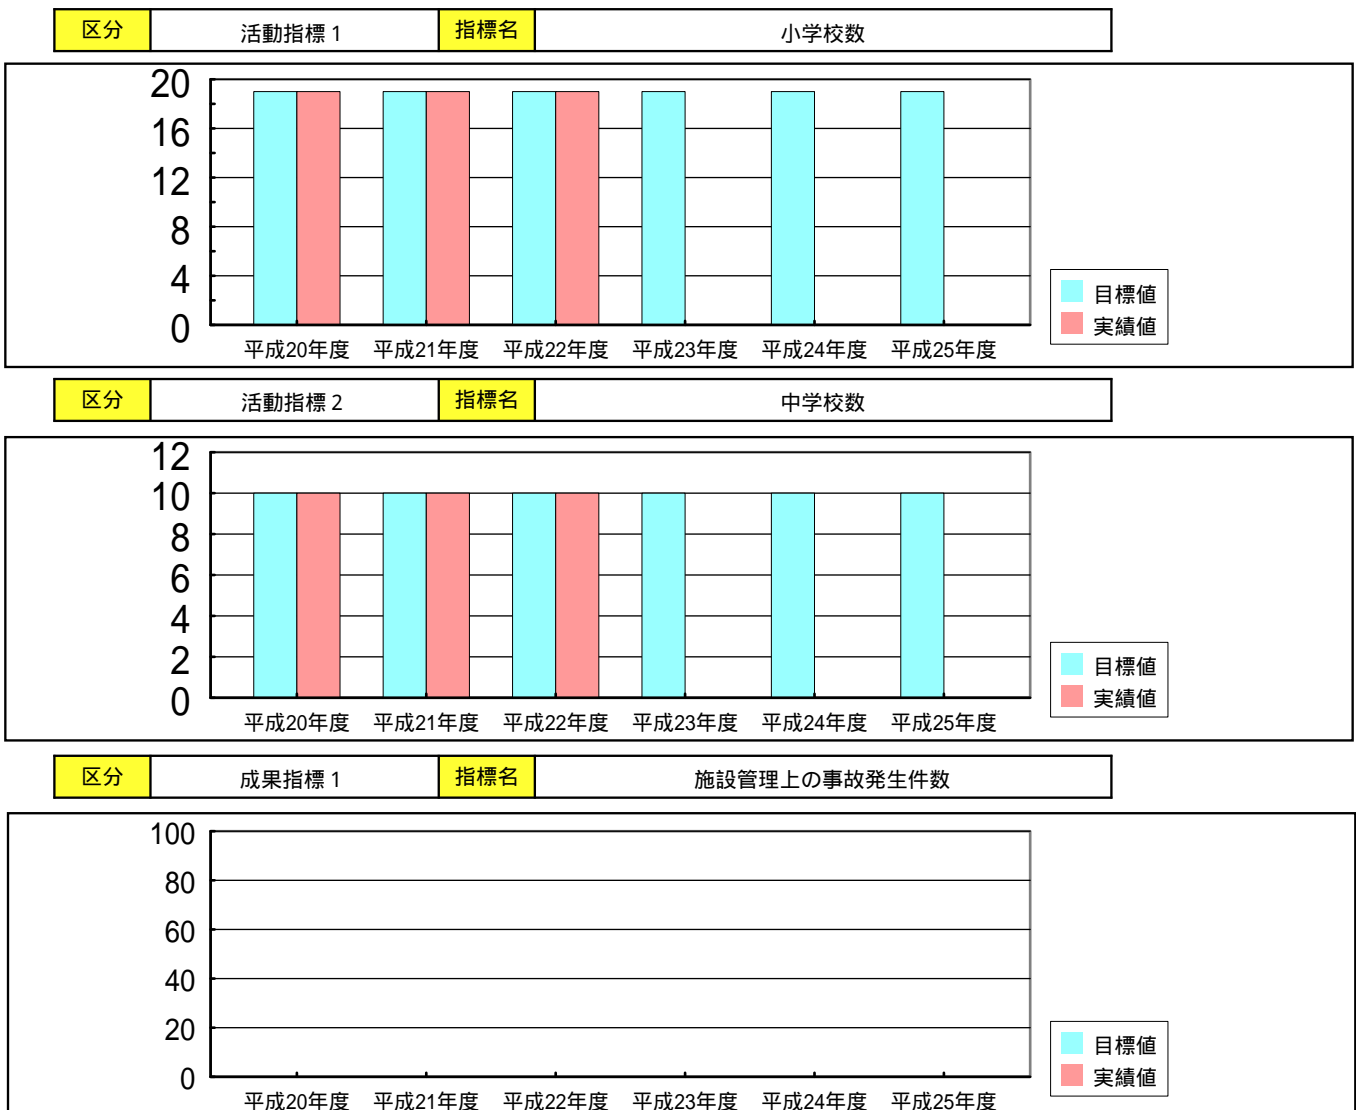 区分 活動指標1 指標名 小学校数
20
16
12
8
4
0
平成20年度 平成21年度 平成22年度 平成23年度 平成24年度 平成25年度
目標値
実績値
区分 活動指標2 指標名 中学校数
12
10
8
6
4
2
0
平成20年度 平成21年度 平成22年度 平成23年度 平成24年度 平成25年度
目標値
実績値
区分 成果指標1 指標名 施設管理上の事故発生件数
100
80
60
40
20
0
平成20年度 平成21年度 平成22年度 平成23年度 平成24年度 平成25年度
目標値
実績値